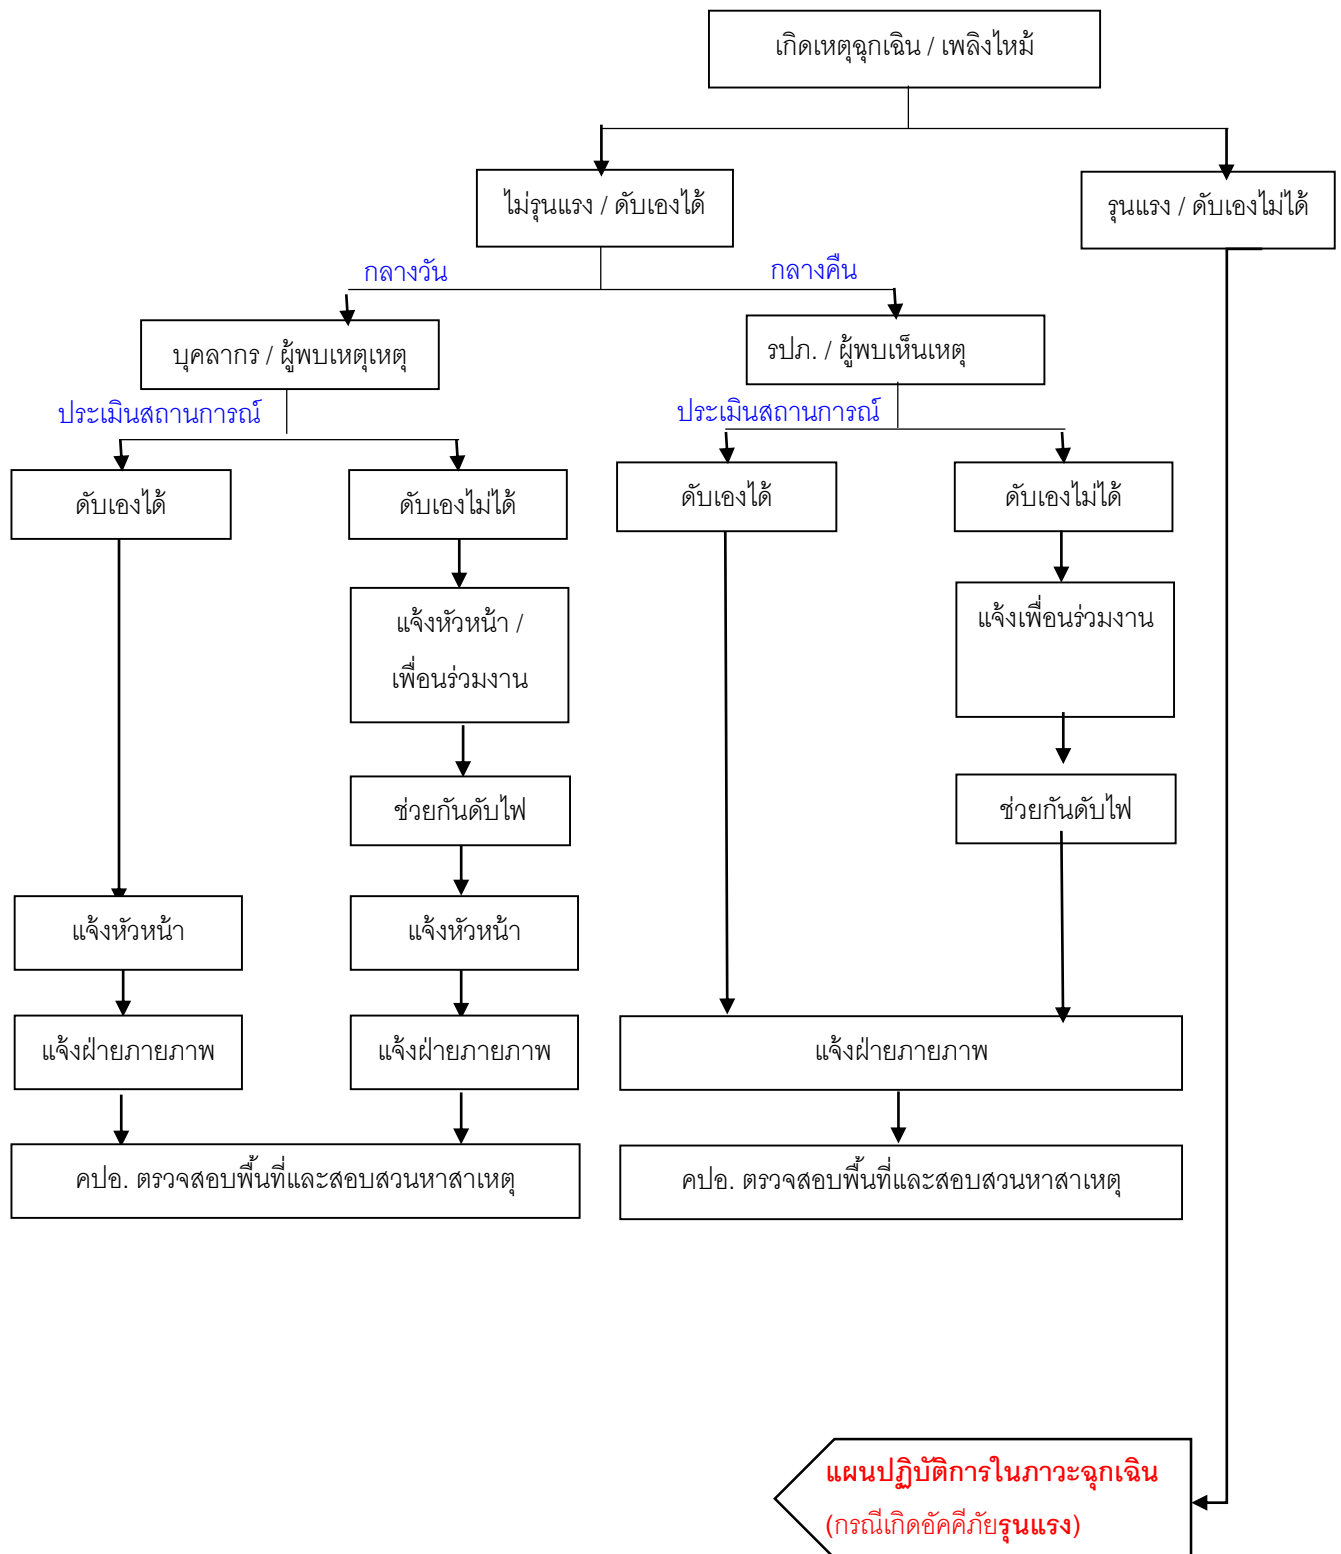 เกิดเหตุฉุกเฉิน / เพลิงไหม้
ไม่รุนแรง / ดับเองได้
รุนแรง / ดับเองไม่ได้
กลางวัน
กลางคืน
บุคลากร / ผู้พบเหตุเหตุ
รปภ. / ผู้พบเห็นเหตุ
ประเมินสถานการณ์
ประเมินสถานการณ์
ดับเองได้
ดับเองไม่ได้
ดับเองได้
ดับเองไม่ได้
แจ้งหัวหน้า /
เพื่อนร่วมงาน
แจ้งเพื่อนร่วมงาน
ช่วยกันดับไฟ
ช่วยกันดับไฟ
แจ้งหัวหน้า
แจ้งหัวหน้า
แจ้งฝ่ายภายภาพ
แจ้งฝ่ายภายภาพ
แจ้งฝ่ายภายภาพ
คปอ. ตรวจสอบพื้นที่และสอบสวนหาสาเหตุ
คปอ. ตรวจสอบพื้นที่และสอบสวนหาสาเหตุ
แผนปฏิบัติการในภาวะฉุกเฉิน
(กรณีเกิดอัคคีภัยรุนแรง)